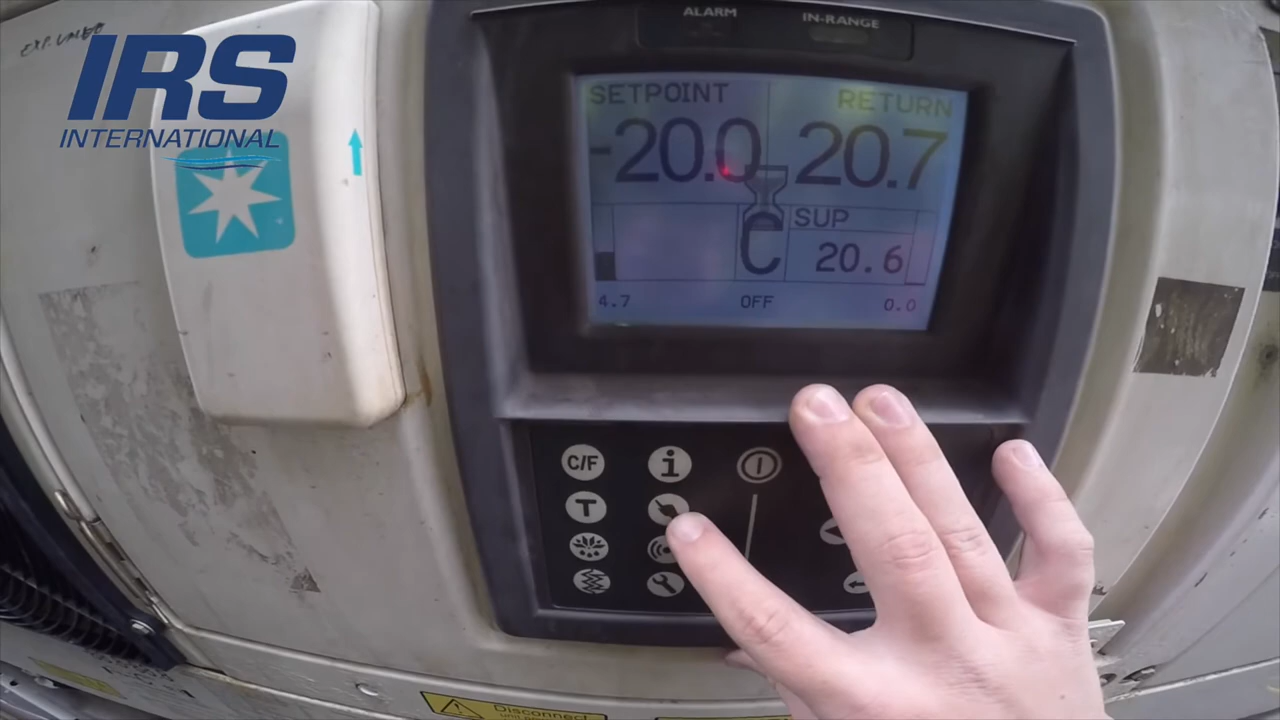 IRS
INTERNATIONAL
ALARM
IN-RANGE
SETPOINT
RETURN
-20.0
20.7
C
SUP
20.6
4.7
OFF
0.0
C/F
i
T
Disconnect